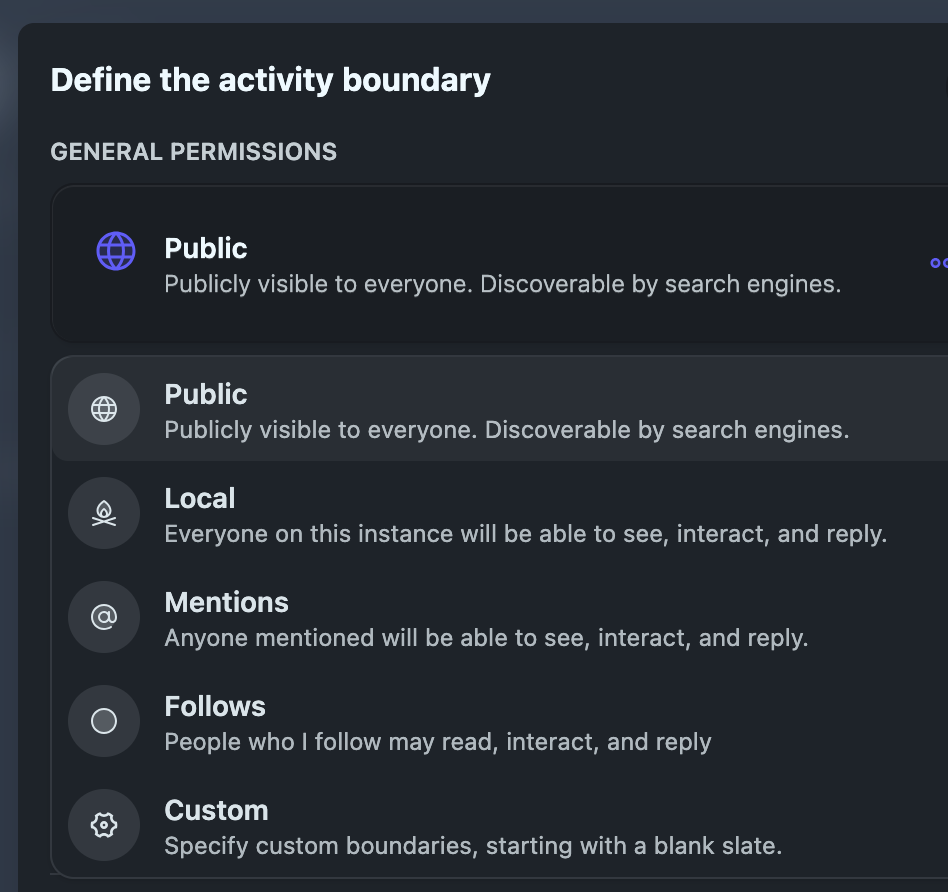 Define the activity boundary
GENERAL PERMISSIONS
Public
Publicly visible to everyone. Discoverable by search engines.
Public
Publicly visible to everyone. Discoverable by search engines.
Local
Everyone on this instance will be able to see, interact, and reply.
Mentions
Anyone mentioned will be able to see, interact, and reply.
Follows
People who I follow may read, interact, and reply
Custom
Specify custom boundaries, starting with a blank slate.